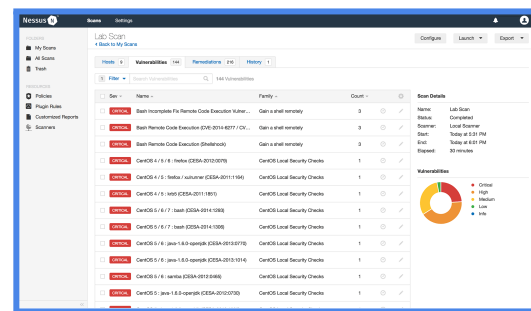 Nessus N
Scans Settings
FOLDERS
My Scans
All Scans
Trash
RESOURCES
Policies
Plugin Rules
Customized Reports
Scanners
Lab Scan
Back to My Scans
Configure Launch Export
Hosts 8 Vulnerabilities 144 Remediations 216 History 1
Filter Search Vulnerabilities 144 Vulnerabilities
Sev Name Family Count
CRITICAL Bash Incomplete Fix Remote Code Execution Vulner... Gain a shell remotely 3
CRITICAL Bash Remote Code Execution (CVE-2014-6277 / CV... Gain a shell remotely 3
CRITICAL Bash Remote Code Execution (Shellshock) Gain a shell remotely 3
CRITICAL CentOS 4 / 5 / 6 : firefox (CESA-2012:0079) CentOS Local Security Checks 1
CRITICAL CentOS 4 / 5 : firefox / xulrunner (CESA-2011:1164) CentOS Local Security Checks 1
CRITICAL CentOS 4 / 5 : krb5 (CESA-2011:1851) CentOS Local Security Checks 1
CRITICAL CentOS 5 / 6 / 7 : bash (CESA-2014:1293) CentOS Local Security Checks 1
CRITICAL CentOS 5 / 6 / 7 : bash (CESA-2014:1306) CentOS Local Security Checks 1
CRITICAL CentOS 5 / 6 : java-1.6.0-openjdk (CESA-2013:0770) CentOS Local Security Checks 1
CRITICAL CentOS 5 / 6 : java-1.6.0-openjdk (CESA-2013:1014) CentOS Local Security Checks 1
CRITICAL CentOS 5 / 6 : samba (CESA-2012:0465) CentOS Local Security Checks 1
CRITICAL CentOS 5 : java-1.6.0-openjdk (CESA-2012:0730) CentOS Local Security Checks 1
Scan Details
Name: Lab Scan
Status: Completed
Scanner: Local Scanner
Start: Today at 5:31 PM
End: Today at 6:01 PM
Elapsed: 30 minutes
Vulnerabilities
Critical
High
Medium
Low
Info